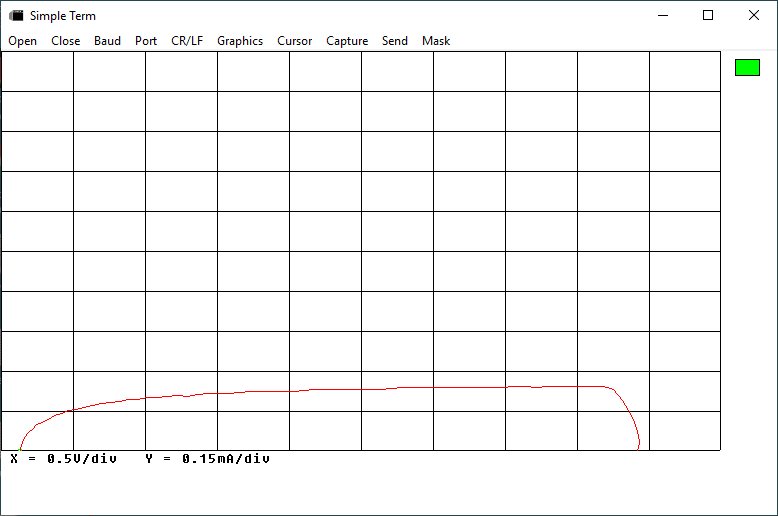 Simple Term
Open Close Baud Port CR/LF Graphics Cursor Capture Send Mask
X = 0.5V/div Y = 0.15mA/div